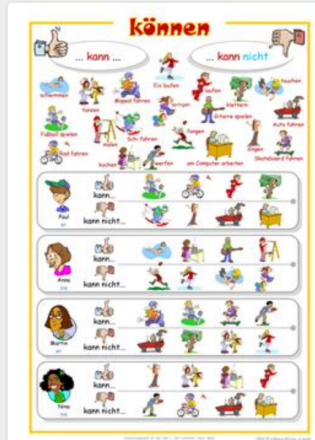 können
... kann ...
... kann nicht
schwimmen
tanzen
Moped fahren
Eis laufen
springen
laufen
klettern
Gitarre spielen
tauchen
Auto fahren
Fußball spielen
malen
Schi fahren
fangen
singen
Skateboard fahren
Rad fahren
kochen
werfen
am Computer arbeiten
kann...
Paul
kann nicht...
kann...
Anna
kann nicht...
kann...
Martin
kann nicht...
kann...
Nina
kann nicht...